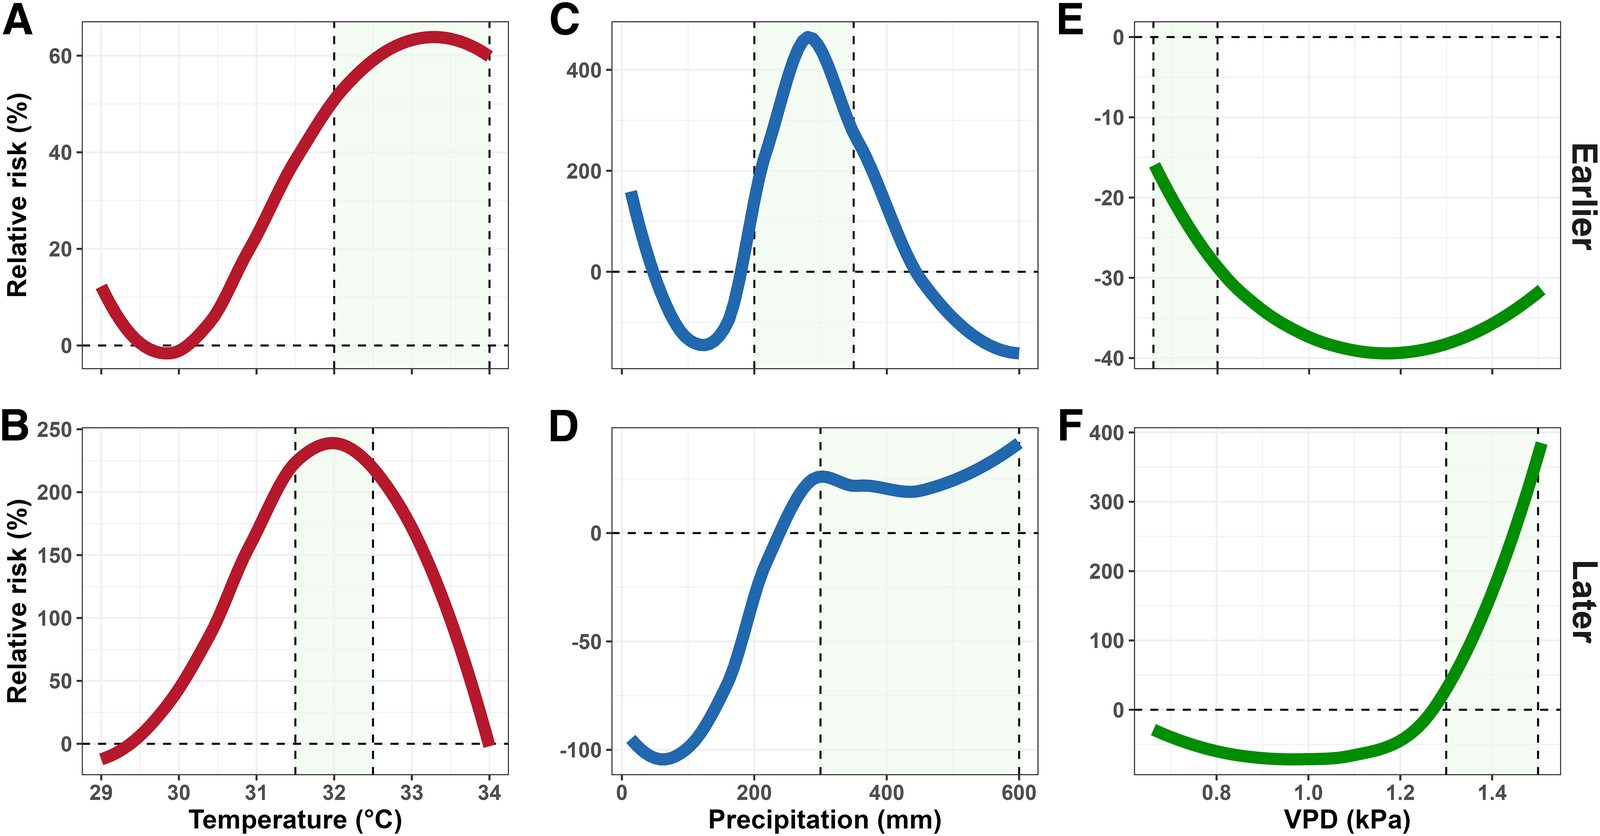 A
C
E
Relative risk (%)
60
40
20
0
400
200
0
0
-10
-20
-30
-40
Earlier
B
D
F
Relative risk (%)
250
200
150
100
50
0
0
-50
-100
400
300
200
100
0
Later
29 30 31 32 33 34
0 200 400 600
0.8 1.0 1.2 1.4
Temperature (°C)
Precipitation (mm)
VPD (kPa)